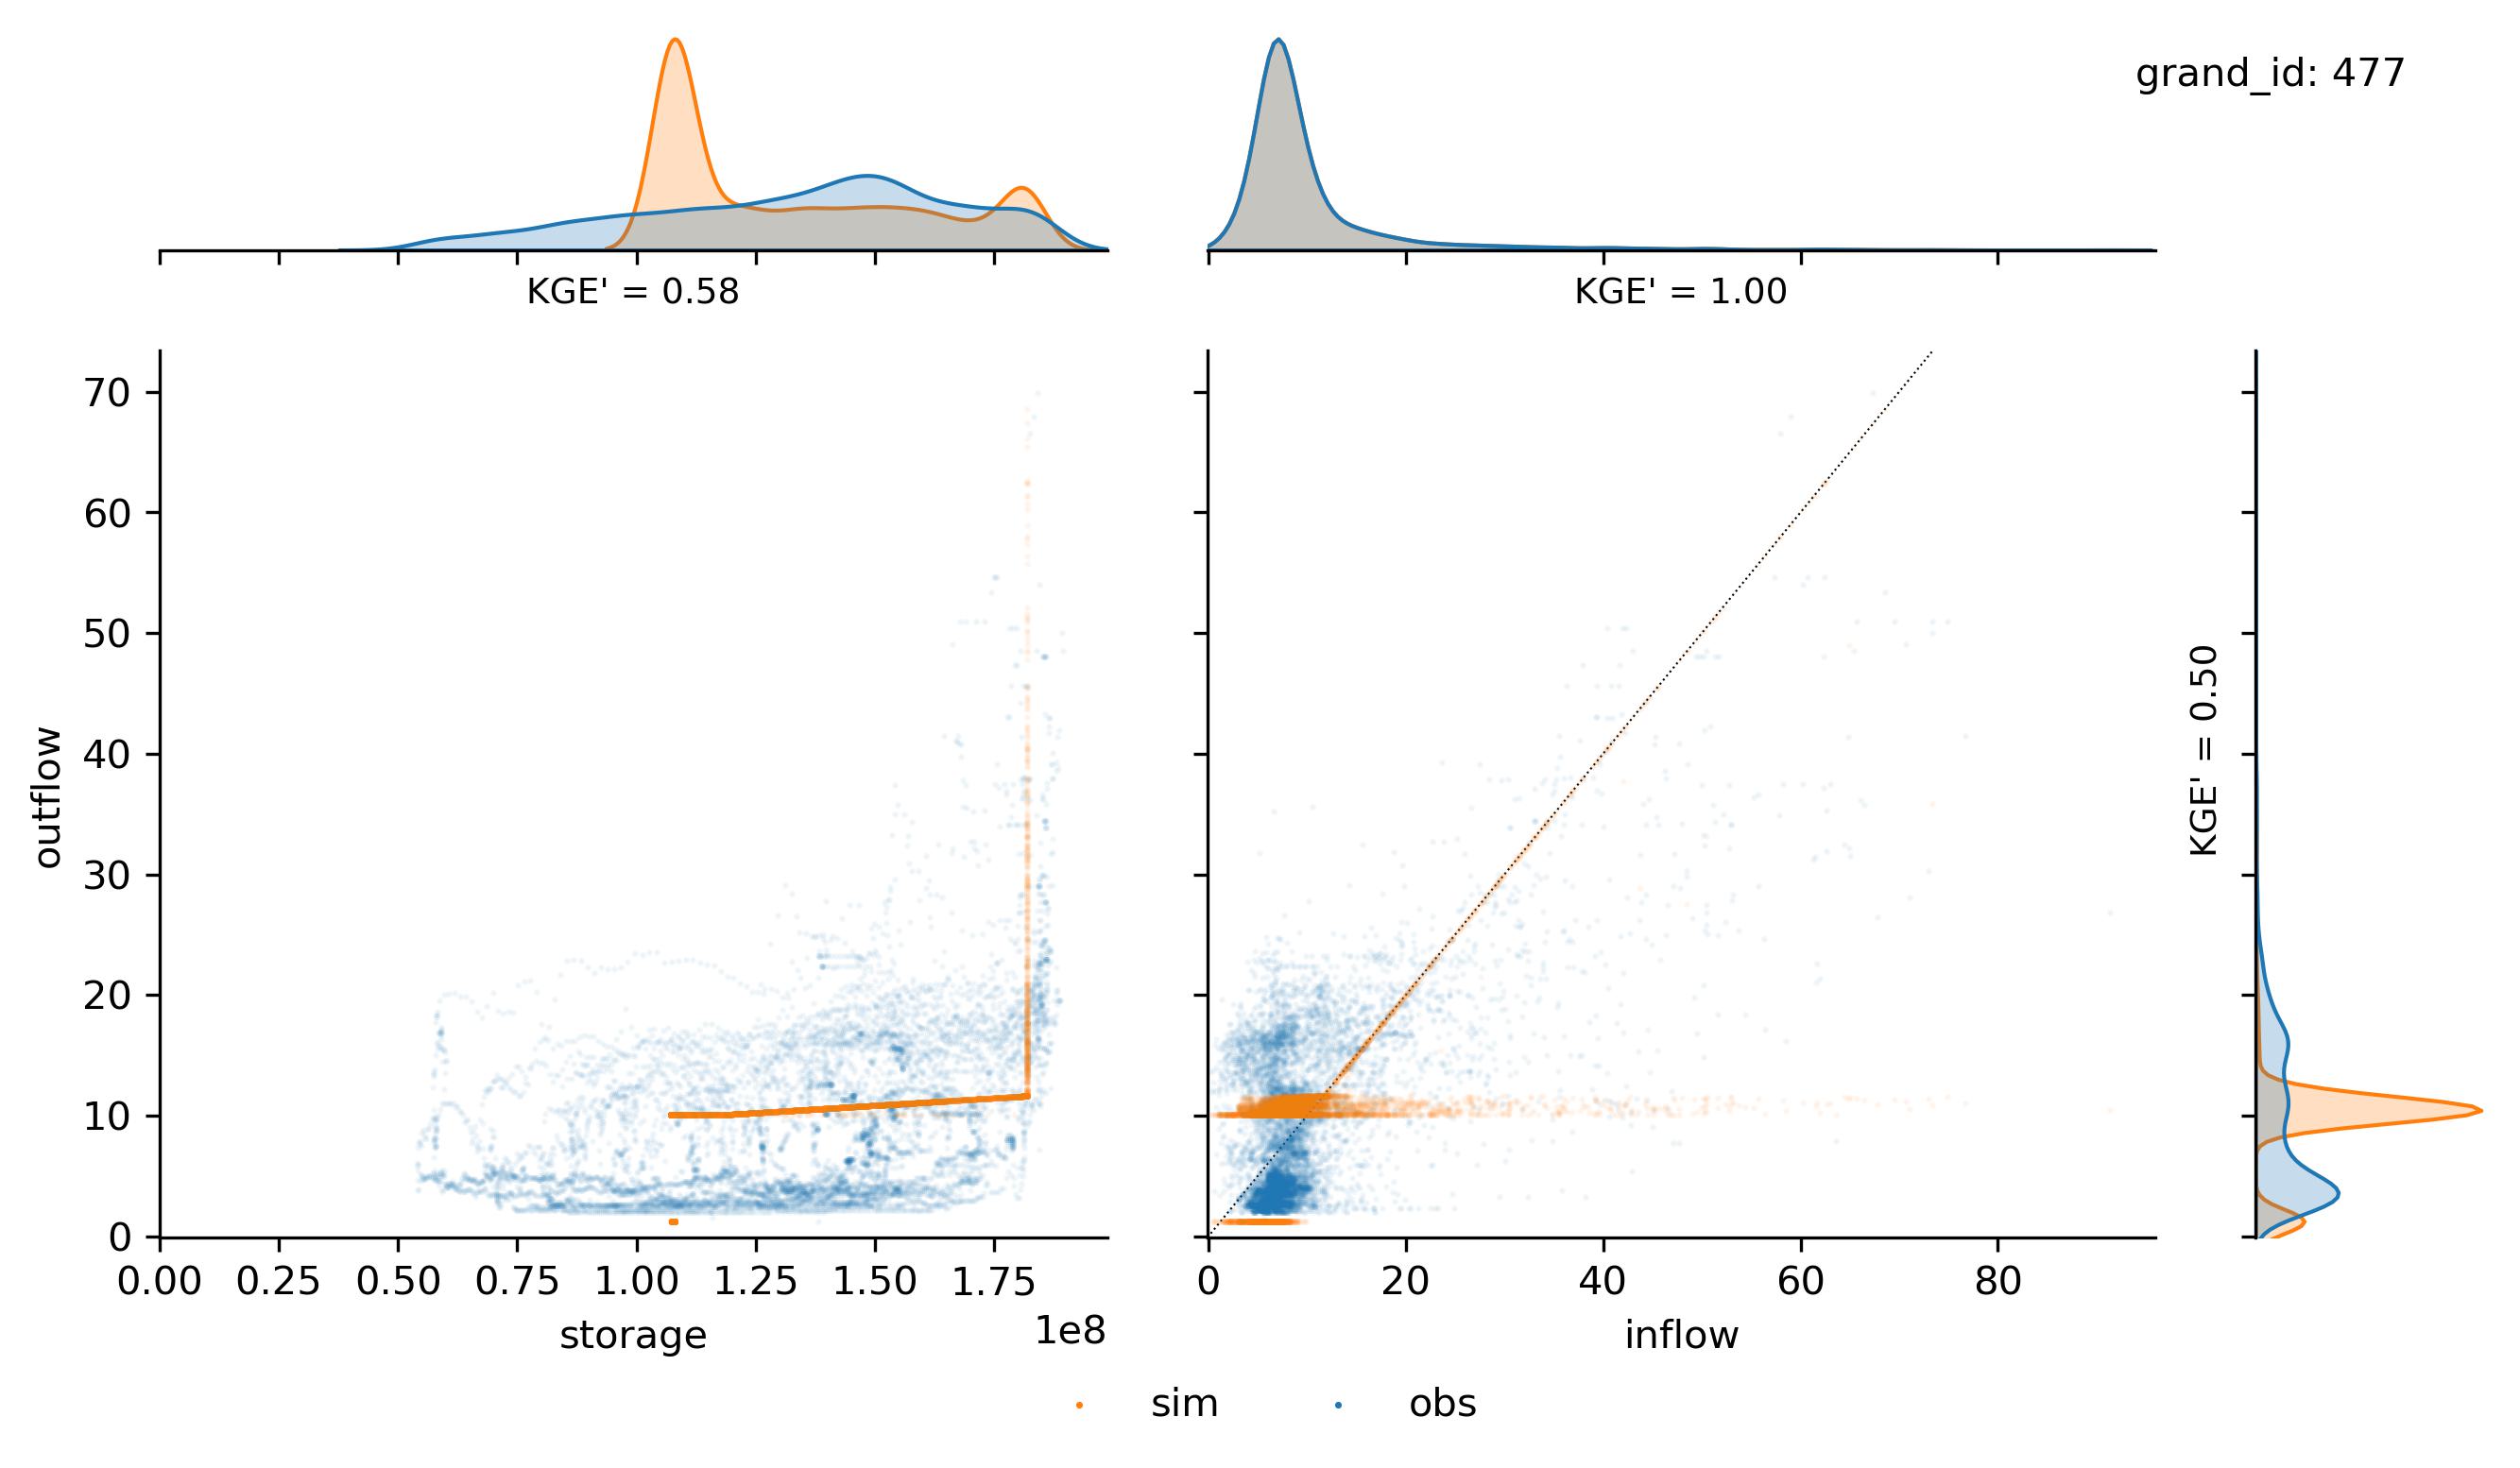 grand_id: 477
KGE' = 0.58
KGE' = 1.00
70
60
50
40
30
20
10
0
outflow
KGE' = 0.50
0.00 0.25 0.50 0.75 1.00 1.25 1.50 1.75
1e8
storage
0 20 40 60 80
inflow
sim
obs